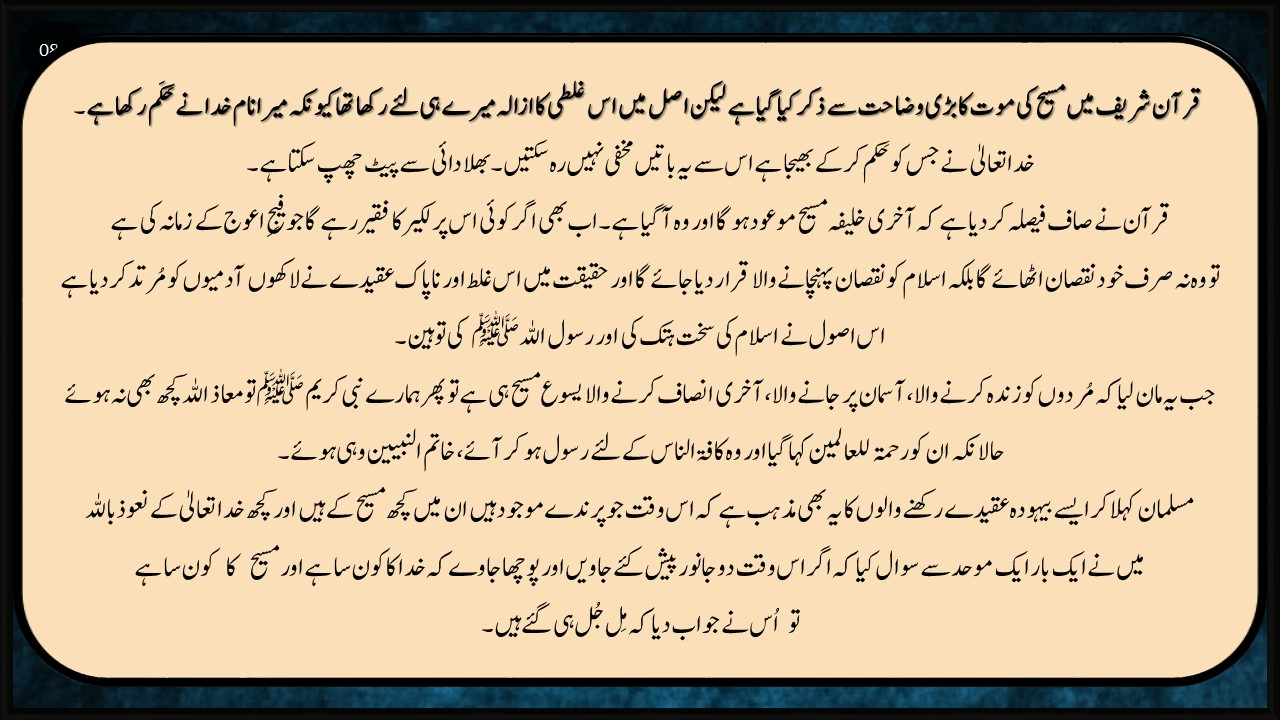 08
قرآن شریف میں مسیح کی موت کا بڑی وضاحت سے ذکر کیا گیا ہے لیکن اصل میں اس غلطی کا ازالہ میرے ہی لئے رکھا تھا کیونکہ میرا نام خدا نے حَکَم رکھا ہے۔
خدا تعالیٰ نے جس کو حَکم کرکے بھیجا ہے اس سے یہ باتیں مخفی نہیں رہ سکتیں۔ بھلا دائی سے پیٹ چھپ سکتا ہے۔
قرآن نے صاف فیصلہ کر دیا ہے کہ آخری خلیفہ مسیح موعود ہو گا اور وہ آ گیا ہے۔ اب بھی اگر کوئی اس پر لکیر کا فقیر رہے گا جو فیج اعوج کے زمانہ کی ہے
تو وہ نہ صرف خود نقصان اٹھائے گا بلکہ اسلام کو نقصان پہنچانے والا قرار دیا جائے گا اور حقیقت میں اس غلط اور ناپاک عقیدے نے لاکھوں آدمیوں کو مُرتد کر دیا ہے
اس اصول نے اسلام کی سخت ہتک کی اور رسول اللہ ﷺ کی توہین۔
جب یہ مان لیا کہ مُردوں کو زندہ کرنے والا، آسمان پر جانے والا، آخری انصاف کرنے والا یسوع مسیح ہی ہے تو پھر ہمارے نبی کریم ﷺ تو معاذ اللہ کچھ بھی نہ ہوئے
حالانکہ ان کو رحمۃ للعالمین کہا گیا اور وہ کافۃ الناس کے لئے رسول ہو کر آئے، خاتم النبیین وہی ہوئے۔
مسلمان کہلا کر ایسے بیہودہ عقیدے رکھنے والوں کا یہ بھی مذہب ہے کہ اس وقت جو پرندے موجود ہیں ان میں کچھ مسیح کے ہیں اور کچھ خدا تعالیٰ کے نعوذ باللہ
میں نے ایک بار ایک موحد سے سوال کیا کہ اگر اس وقت دو جانور پیش کئے جاویں اور پوچھا جاوے کہ خدا کا کون سا ہے اور مسیح کا کون سا ہے
تو اُس نے جواب دیا کہ مِل جُل ہی گئے ہیں۔